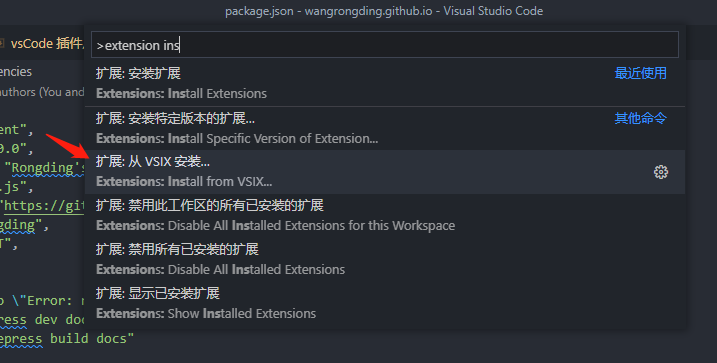 package.json - wangrongding.github.io - Visual Studio Code
vsCode 插件
>extension ins
encies
authors (You and
扩展: 安装扩展
最近使用
Extensions: Install Extensions
扩展: 安装特定版本的扩展...
其他命令
Extensions: Install Specific Version of Extension...
ent",
0.0",
扩展: 从 VSIX 安装...
"Rongding's
Extensions: Install from VSIX...
.js",
"https://git
扩展: 禁用此工作区的所有已安装的扩展
gding",
Extensions: Disable All Installed Extensions for this Workspace
T",
扩展: 禁用所有已安装的扩展
Extensions: Disable All Installed Extensions
扩展: 显示已安装扩展
o \"Error: n
Extensions: Show Installed Extensions
press dev doc
epress build docs"